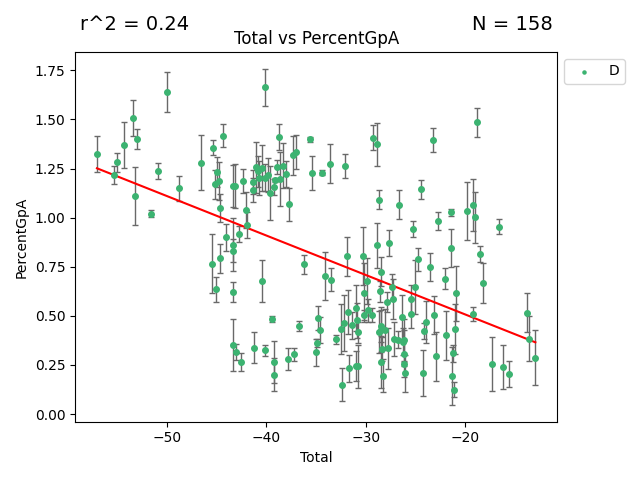 r^2 = 0.24 N = 158
Total vs PercentGpA
D
1.75
1.50
1.25
1.00
0.75
0.50
0.25
0.00
PercentGpA
−50 −40 −30 −20
Total